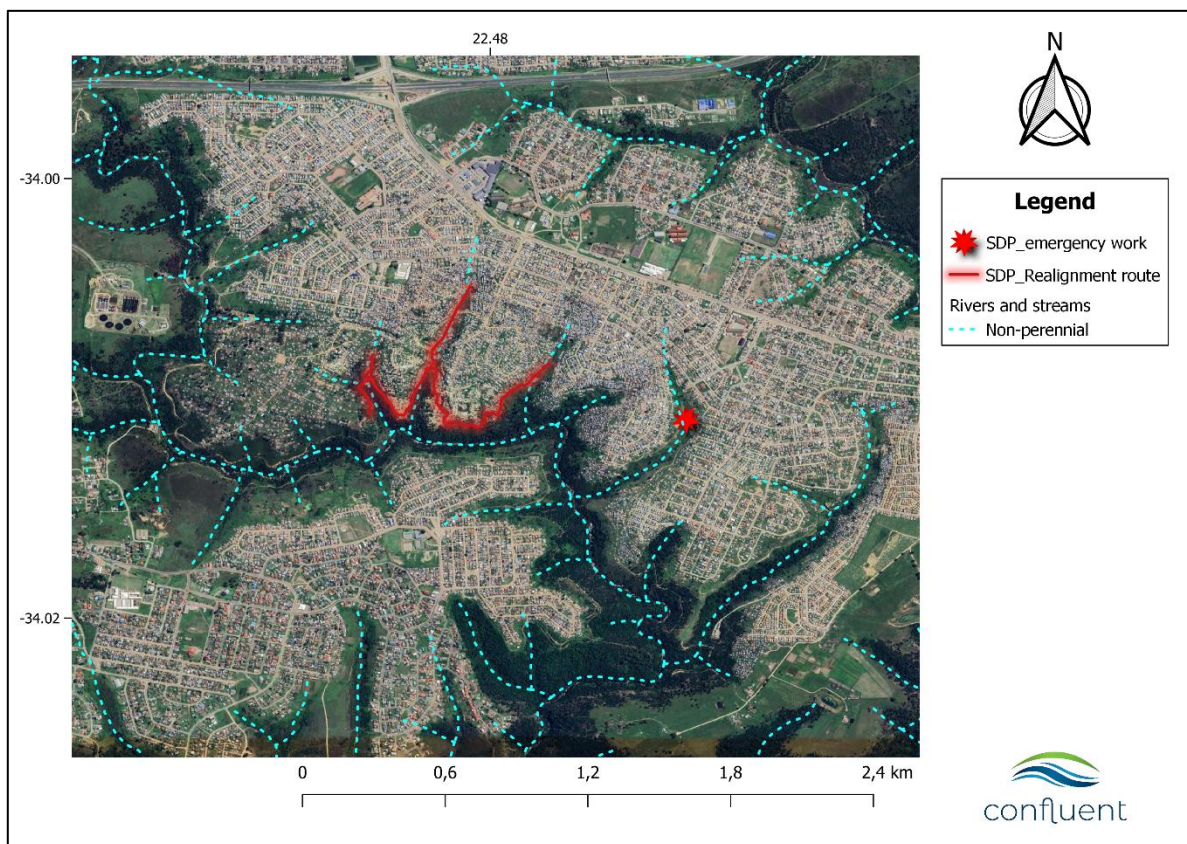 22.48
N
-34.00
Legend
SDP_emergency work
SDP_Realignment route
Rivers and streams
Non-perennial
-34.02
0 0,6 1,2 1,8 2,4 km
confluent